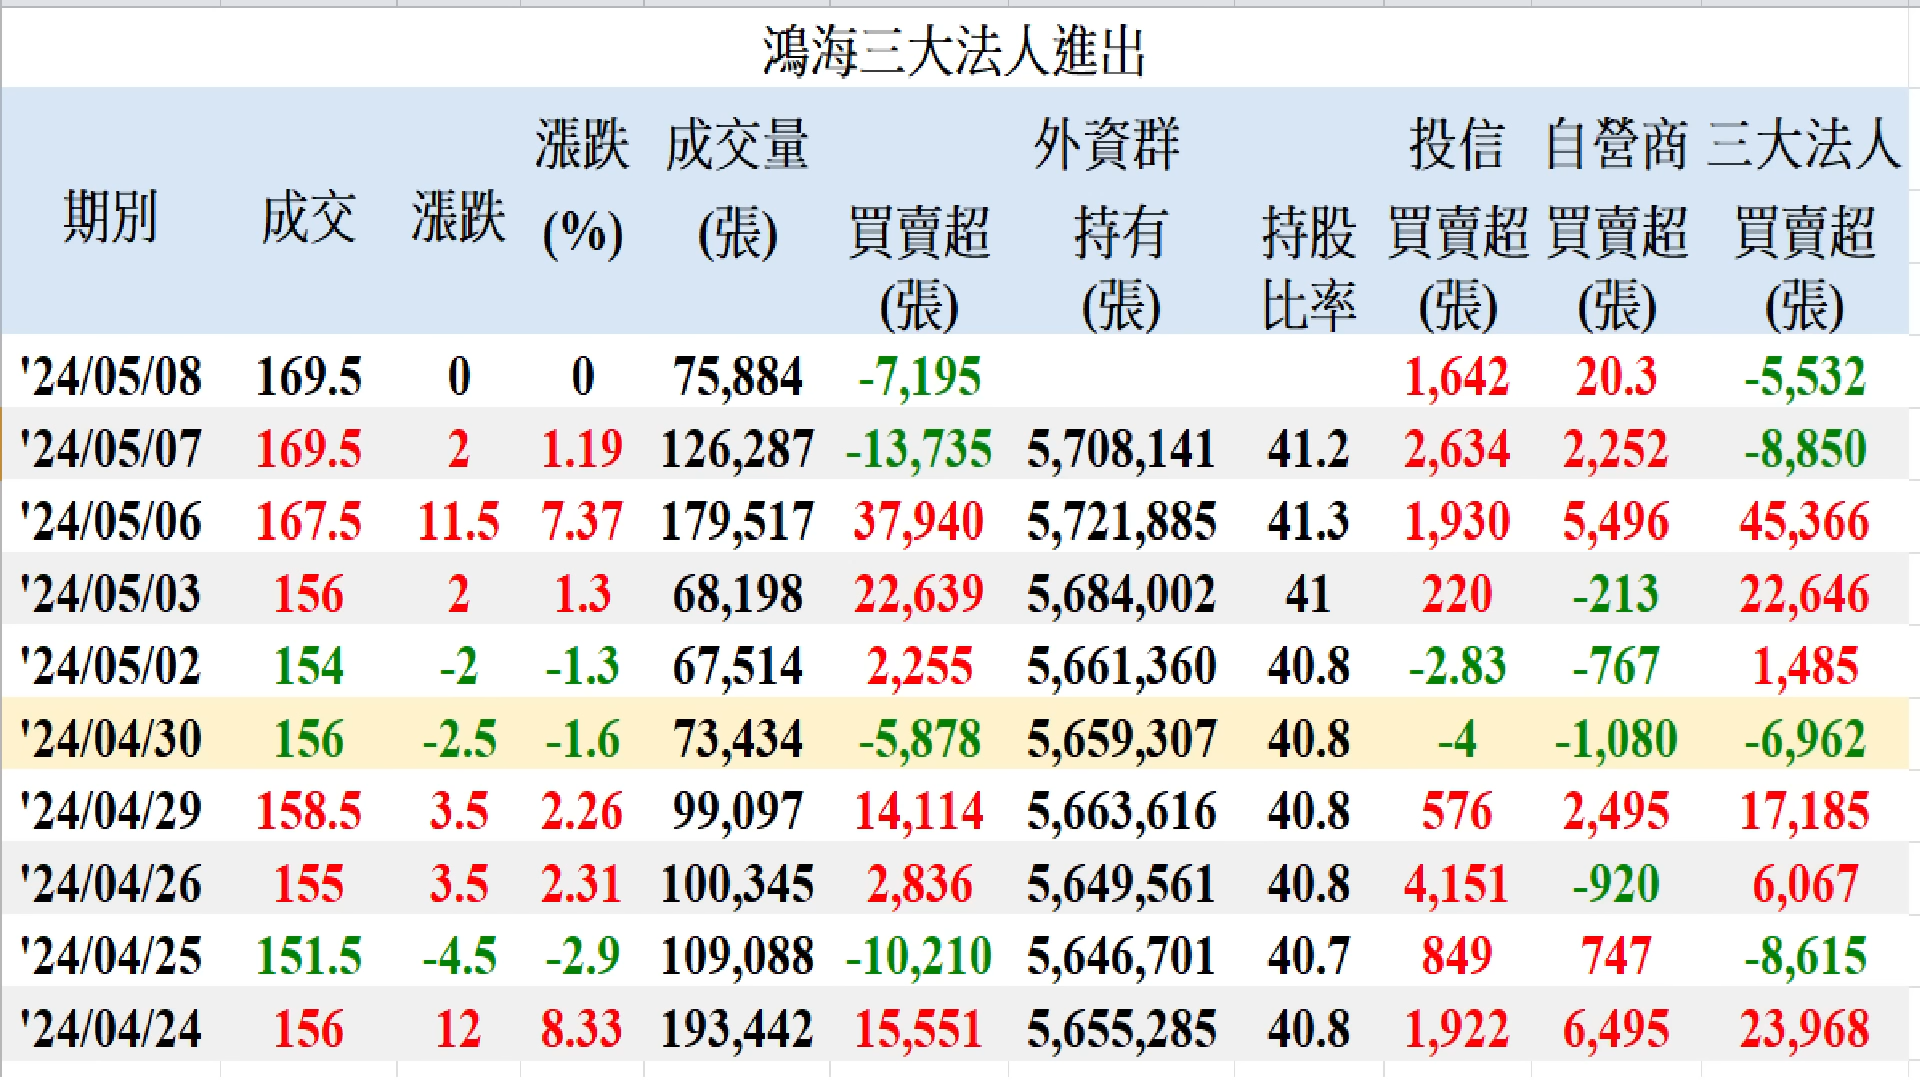 鴻海三大法人進出
漲跌 成交量 外資群 投信 自營商 三大法人
期別 成交 漲跌 (%) (張) 買賣超 持有 持股 買賣超 買賣超 買賣超
(張) (張) 比率 (張) (張) (張)
'24/05/08 169.5 0 0 75,884 -7,195 1,642 20.3 -5,532
'24/05/07 169.5 2 1.19 126,287 -13,735 5,708,141 41.2 2,634 2,252 -8,850
'24/05/06 167.5 11.5 7.37 179,517 37,940 5,721,885 41.3 1,930 5,496 45,366
'24/05/03 156 2 1.3 68,198 22,639 5,684,002 41 220 -213 22,646
'24/05/02 154 -2 -1.3 67,514 2,255 5,661,360 40.8 -2.83 -767 1,485
'24/04/30 156 -2.5 -1.6 73,434 -5,878 5,659,307 40.8 -4 -1,080 -6,962
'24/04/29 158.5 3.5 2.26 99,097 14,114 5,663,616 40.8 576 2,495 17,185
'24/04/26 155 3.5 2.31 100,345 2,836 5,649,561 40.8 4,151 -920 6,067
'24/04/25 151.5 -4.5 -2.9 109,088 -10,210 5,646,701 40.7 849 747 -8,615
'24/04/24 156 12 8.33 193,442 15,551 5,655,285 40.8 1,922 6,495 23,968